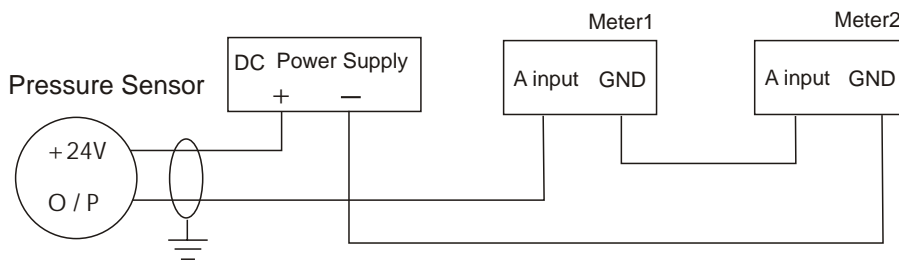 Meter1
Meter2
DC Power Supply
+ −
A input GND
A input GND
Pressure Sensor
+24V
O / P